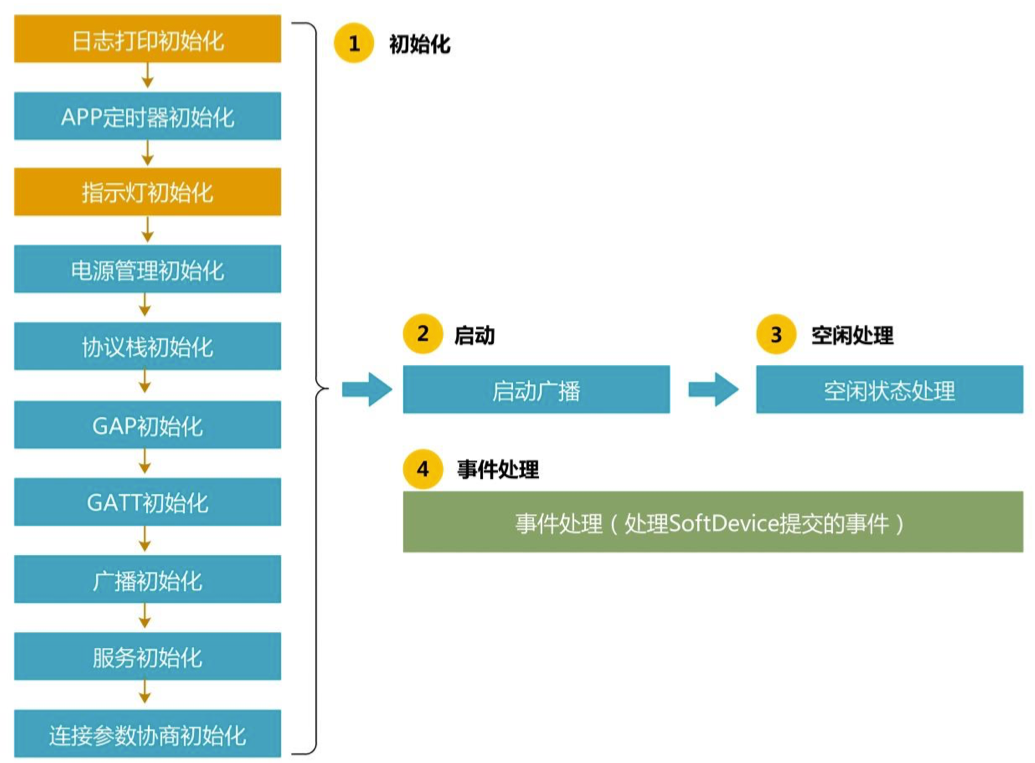 日志打印初始化
APP定时器初始化
指示灯初始化
电源管理初始化
协议栈初始化
GAP初始化
GATT初始化
广播初始化
服务初始化
连接参数协商初始化
1 初始化
2 启动
启动广播
3 空闲处理
空闲状态处理
4 事件处理
事件处理（处理SoftDevice提交的事件）